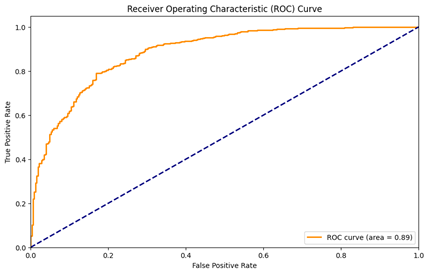 Receiver Operating Characteristic (ROC) Curve
1.0
0.8
0.6
0.4
0.2
0.0
True Positive Rate
ROC curve (area = 0.89)
0.0 0.2 0.4 0.6 0.8 1.0
False Positive Rate